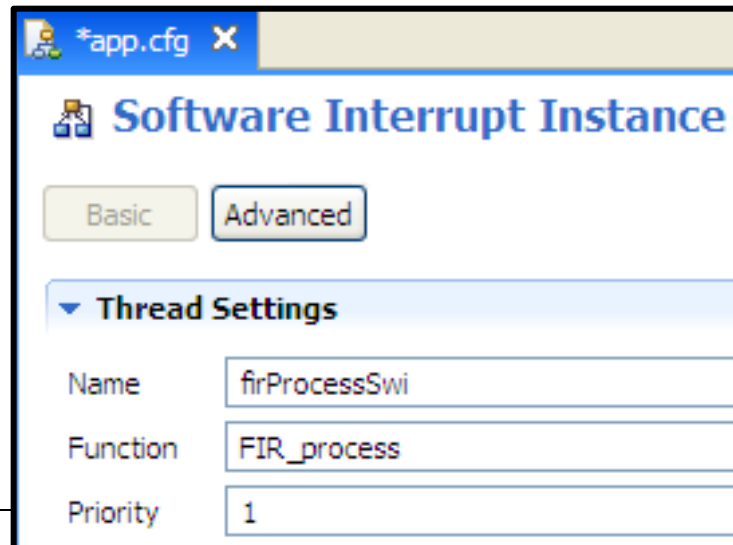 *app.cfg
Software Interrupt Instance
Basic Advanced
Thread Settings
Name firProcessSwi
Function FIR_process
Priority 1